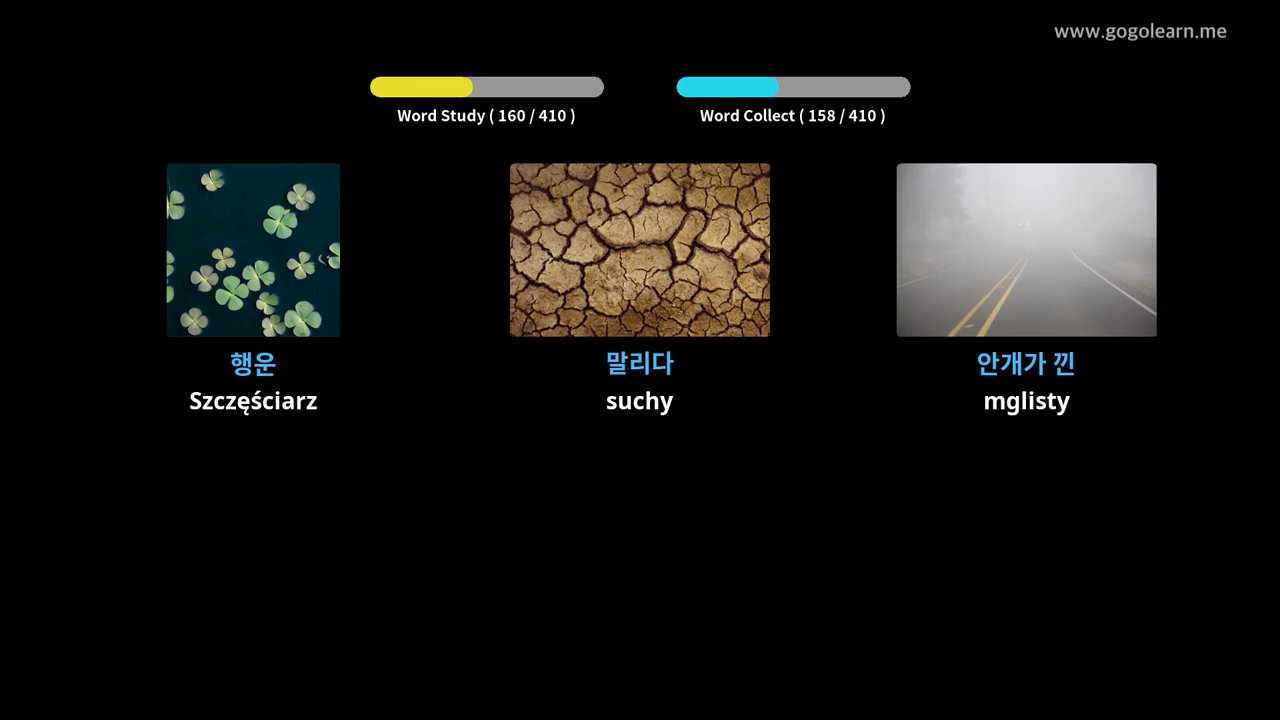 www.gogolearn.me
Word Study ( 160 / 410 )
Word Collect ( 158 / 410 )
행운
Szczęściarz
말리다
suchy
안개가 낀
mglisty